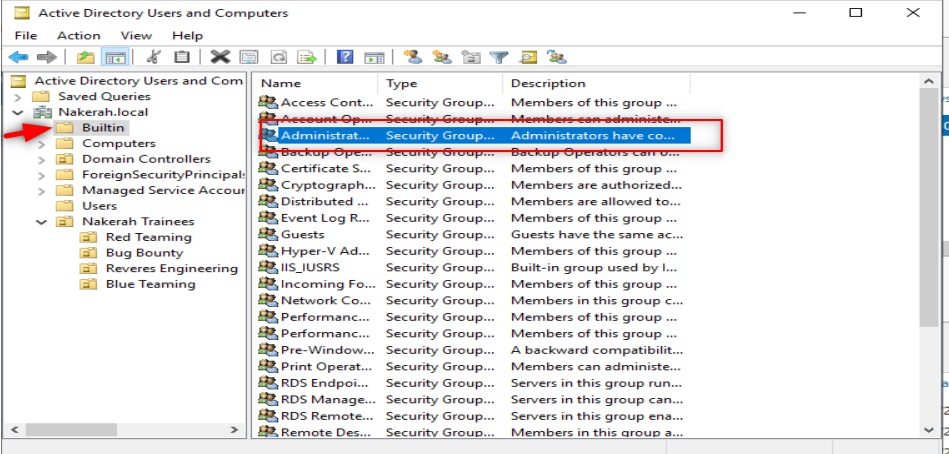 Active Directory Users and Computers
File Action View Help
Active Directory Users and Com
Saved Queries
Nakerah.local
Builtin
Computers
Domain Controllers
ForeignSecurityPrincipal:
Managed Service Accour
Users
Nakerah Trainees
Red Teaming
Bug Bounty
Reveres Engineering
Blue Teaming
Name Type Description
Access Cont... Security Group... Members of this group ...
Account Op... Security Group... Members can administe...
Administrat... Security Group... Administrators have co...
Backup Ope... Security Group... Backup Operators can o...
Certificate S... Security Group... Members of this group ...
Cryptograph... Security Group... Members are authorized...
Distributed ... Security Group... Members are allowed to...
Event Log R... Security Group... Members of this group ...
Guests Security Group... Guests have the same ac...
Hyper-V Ad... Security Group... Members of this group ...
IIS_IUSRS Security Group... Built-in group used by I...
Incoming Fo... Security Group... Members of this group ...
Network Co... Security Group... Members in this group c...
Performanc... Security Group... Members of this group ...
Performanc... Security Group... Members of this group ...
Pre-Window... Security Group... A backward compatibilit...
Print Operat... Security Group... Members can administe...
RDS Endpoi... Security Group... Servers in this group run...
RDS Manage... Security Group... Servers in this group can...
RDS Remote... Security Group... Servers in this group ena...
Remote Des... Security Group... Members in this group a...